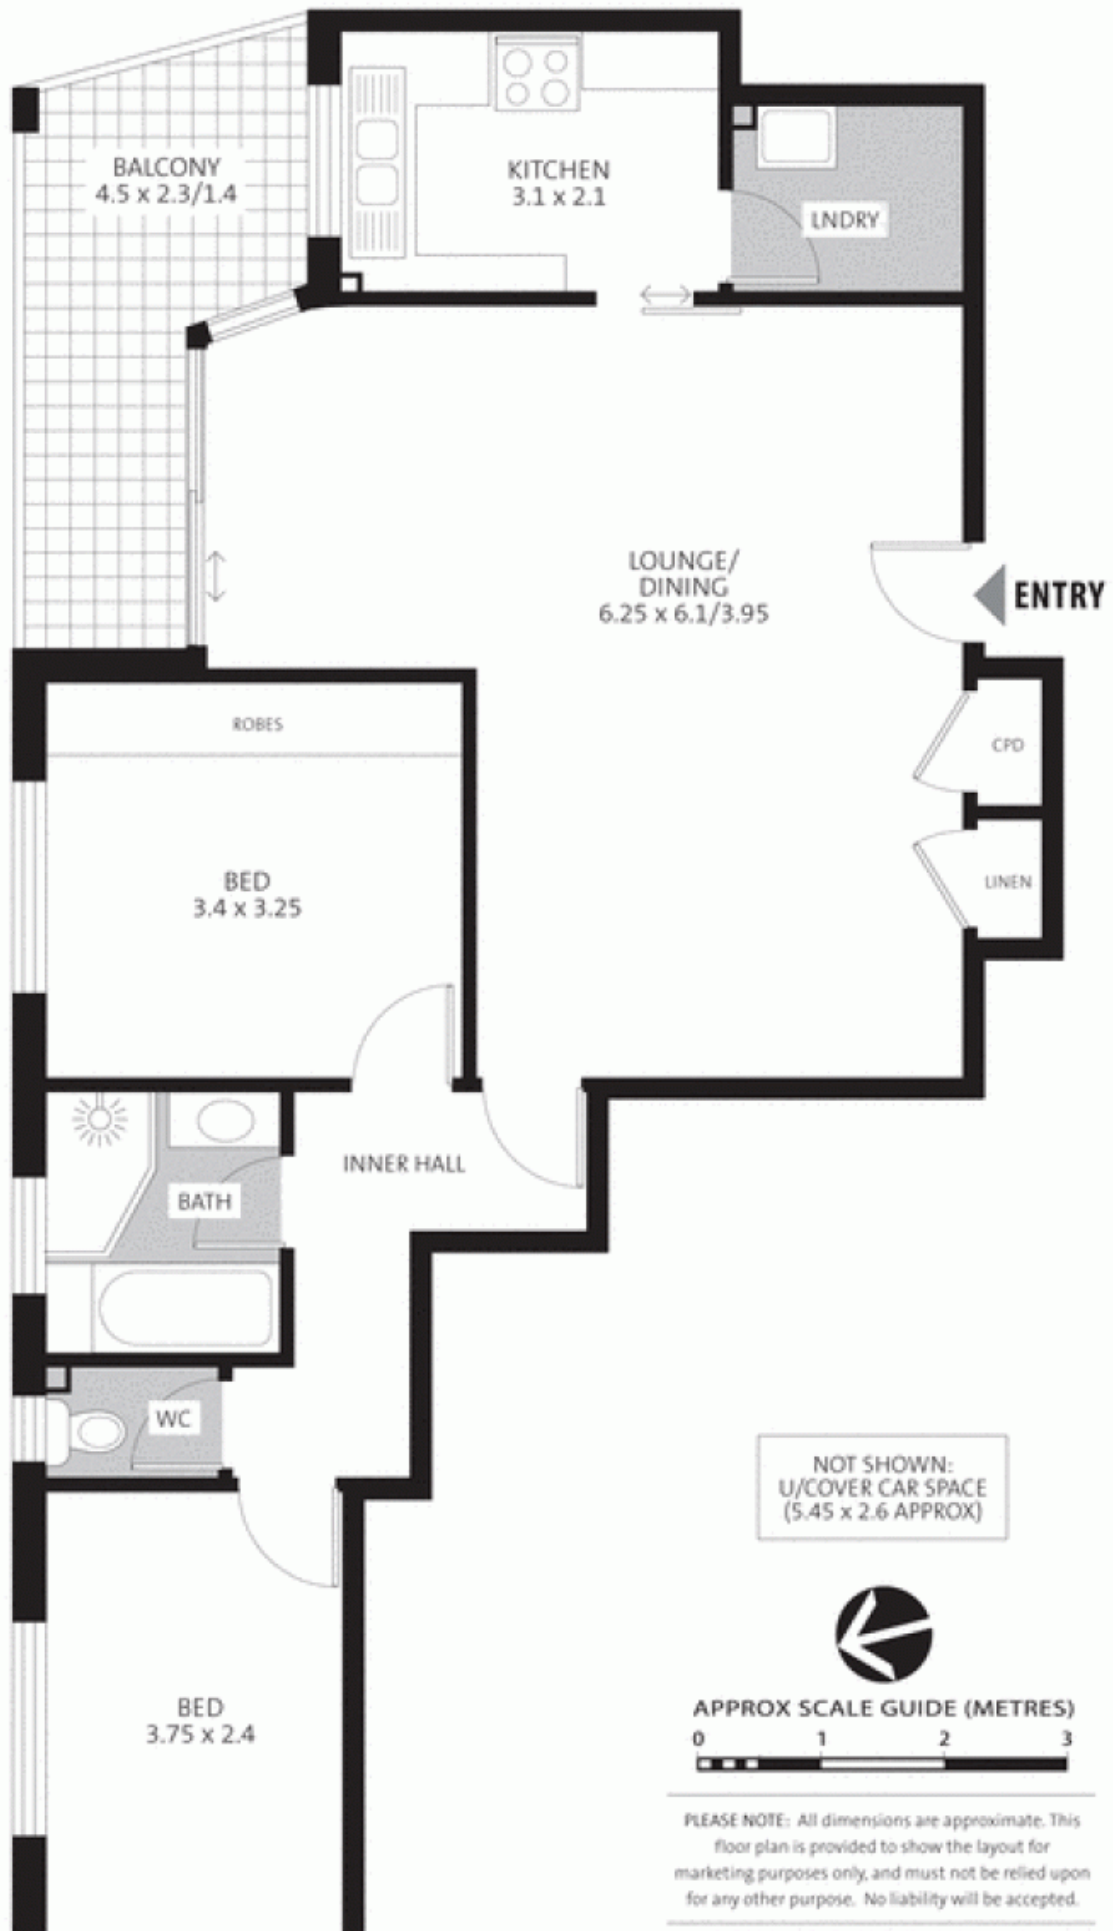 BALCONY
4.5 x 2.3/1.4
KITCHEN
3.1 x 2.1
LNDRY
LOUNGE/
DINING
6.25 x 6.1/3.95
ENTRY
ROBES
CPD
LINEN
BED
3.4 x 3.25
INNER HALL
BATH
WC
NOT SHOWN:
U/COVER CAR SPACE
(5.45 x 2.6 APPROX)
BED
3.75 x 2.4
APPROX SCALE GUIDE (METRES)
0 1 2 3
PLEASE NOTE: All dimensions are approximate. This
floor plan is provided to show the layout for
marketing purposes only, and must not be relied upon
for any other purpose. No liability will be accepted.